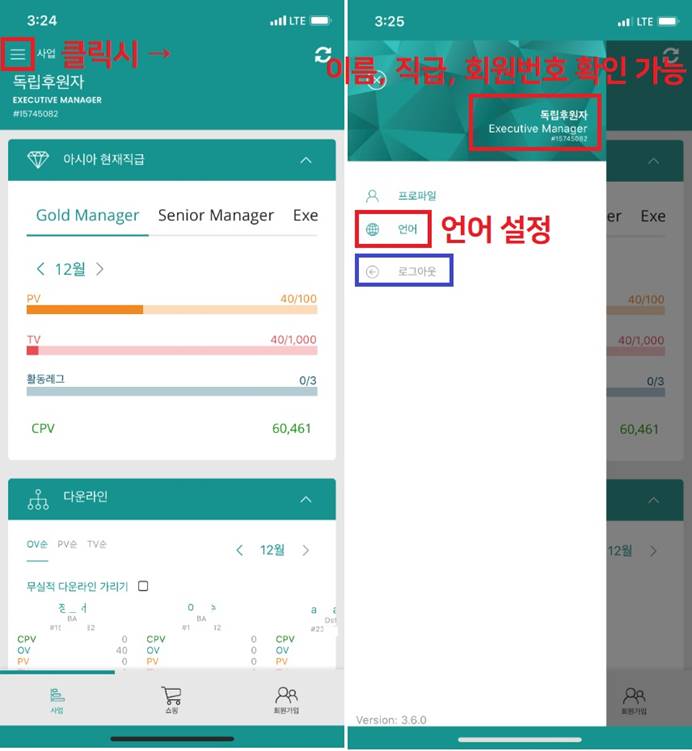 3:24
LTE
사업
클릭시 →
독립후원자
EXECUTIVE MANAGER
#15745082
아시아 현재직급
Gold Manager Senior Manager Exe
< 12월 >
PV 40/100
TV 40/1,000
활동레그 0/3
CPV 60,461
다운라인
OV순 PV순 TV순
< 12월 >
무실적 다운라인 가리기
BA BA Dist
CPV 0 CPV 0 CPV
OV 40 OV 0 OV
PV 0 PV 0 PV
사업 쇼핑 회원가입
3:25
LTE
이름, 직급, 회원번호 확인 가능
독립후원자
Executive Manager
#15745082
프로파일
언어
언어 설정
로그아웃
er Exe
12월 >
40/100
40/1,000
0/3
60,461
12월 >
회원가입
Version: 3.6.0